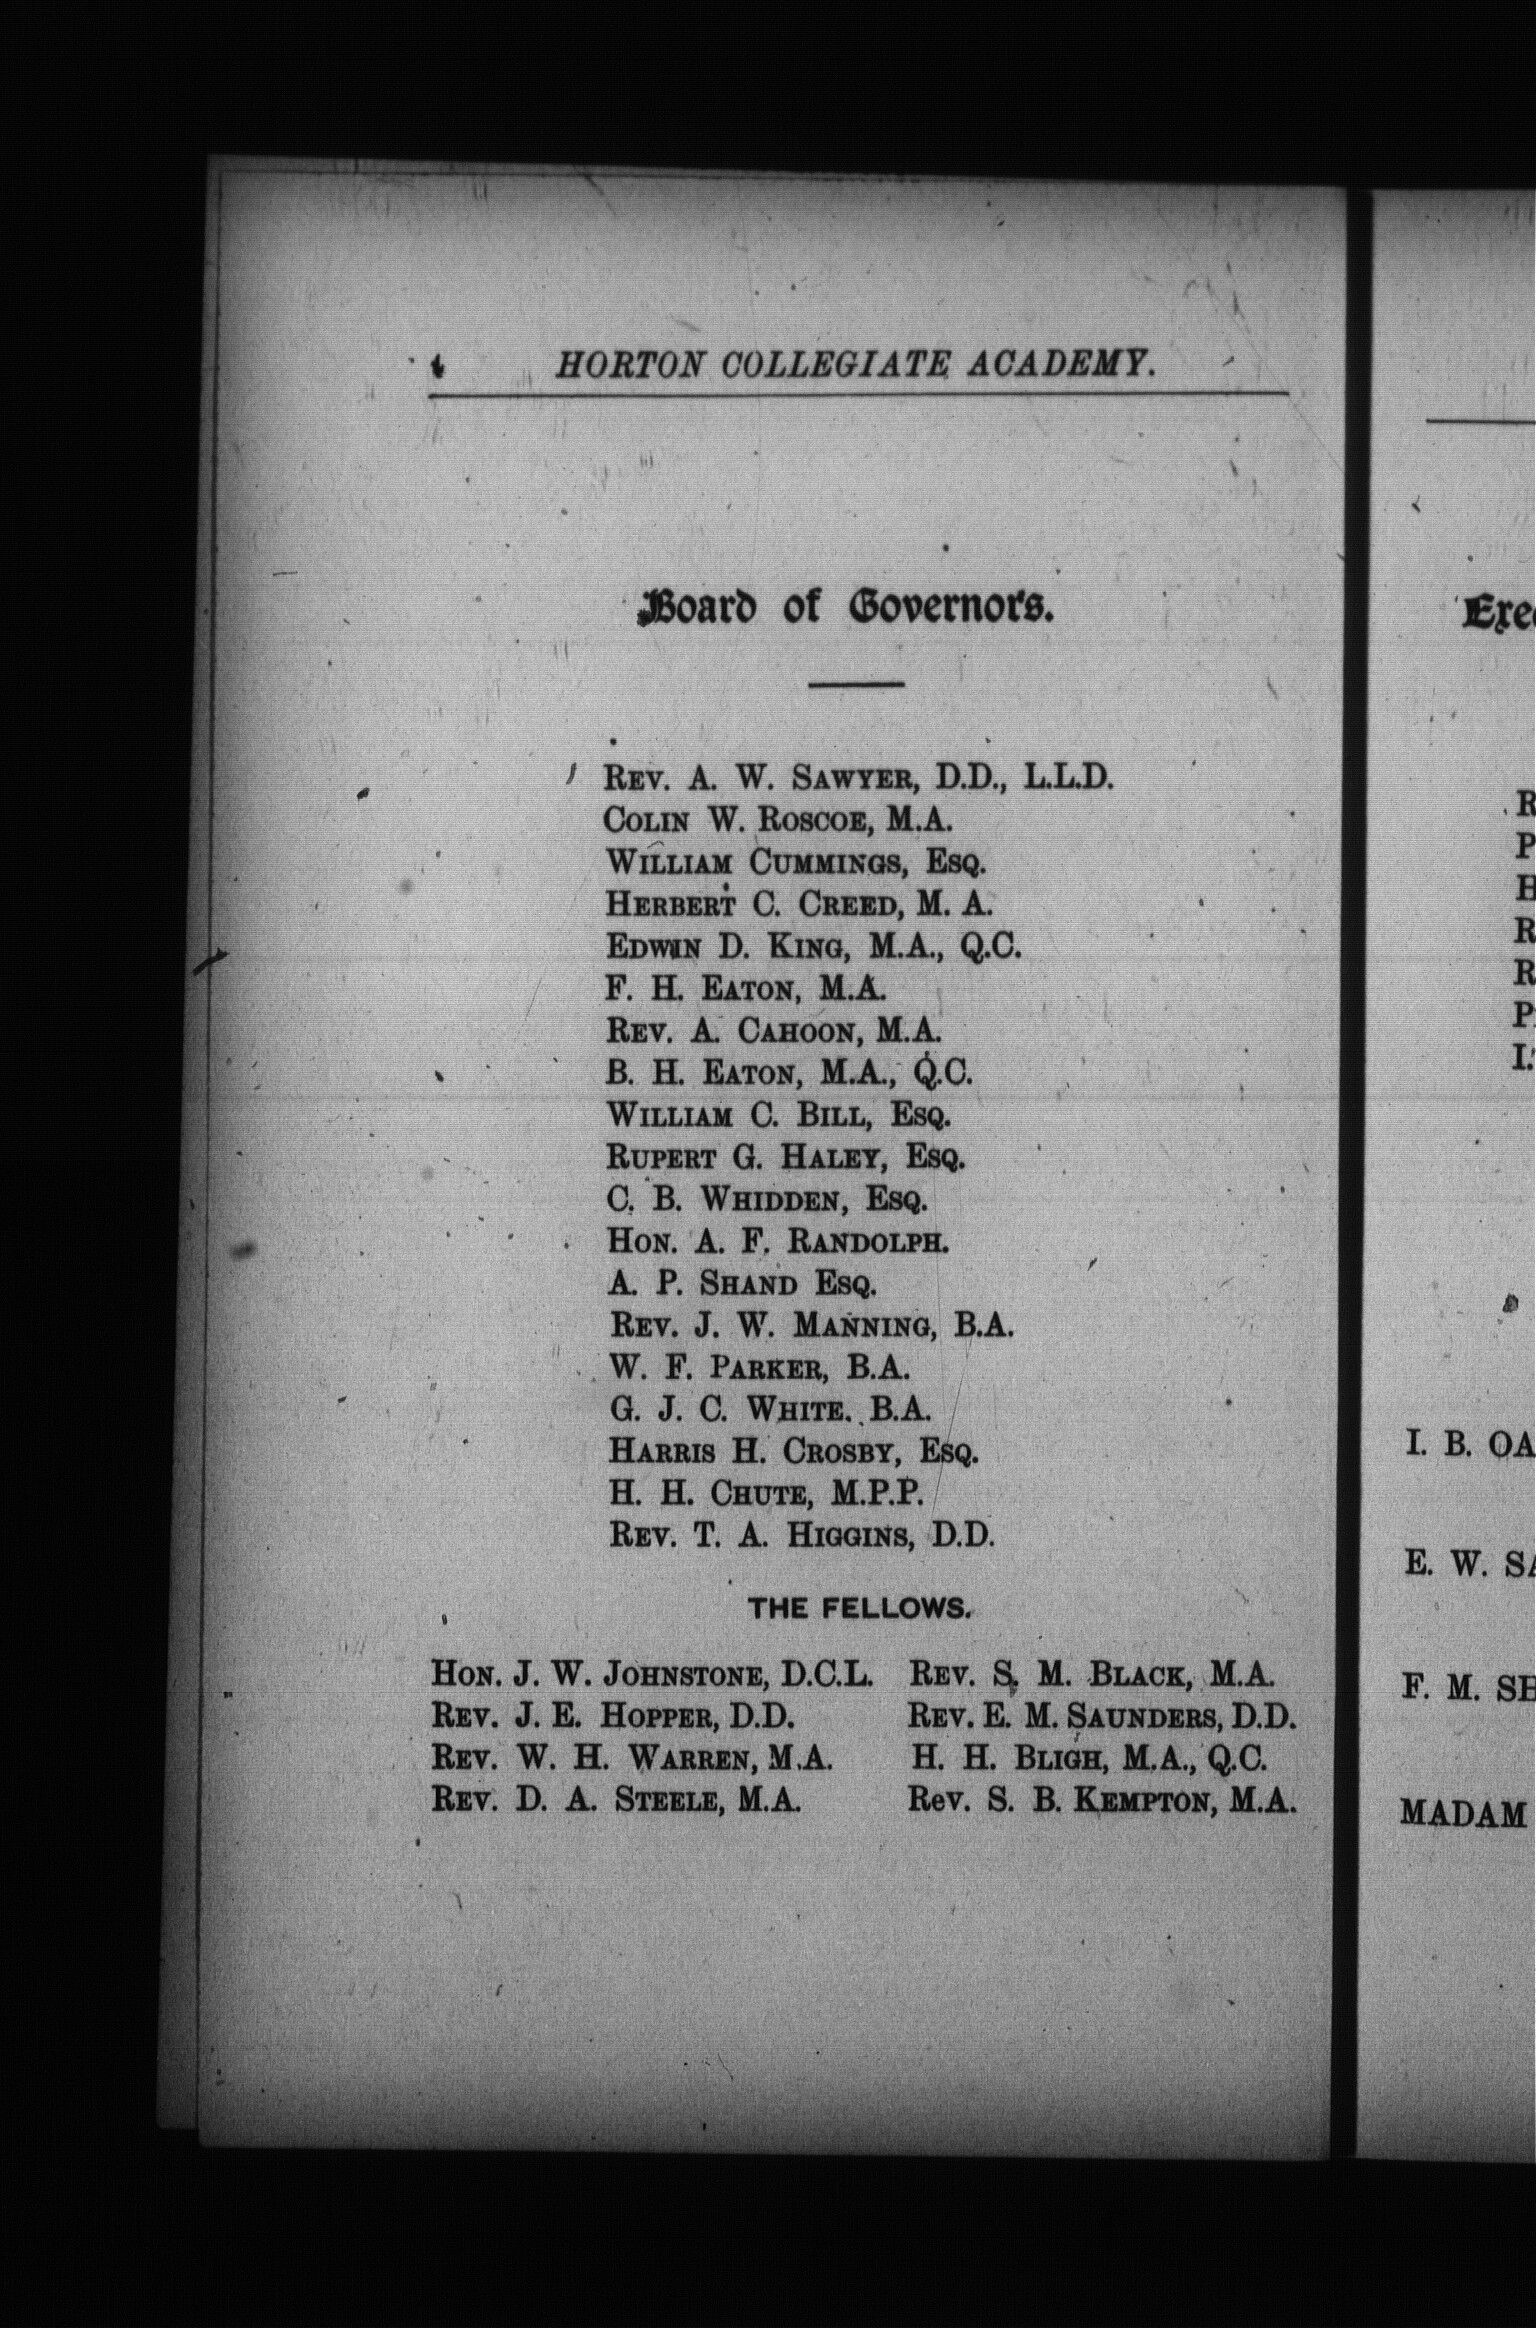 HORTON COLLEGIATE ACADEMY.
Board of Governors.
REV. A. W. SAWYER, D.D., L.L.D.
COLIN W. ROSCOE, M.A.
WILLIAM CUMMINGS, ESQ.
HERBERT C. CREED, M. A.
EDWIN D. KING, M.A., Q.C.
F. H. EATON, M.A.
REV. A. CAHOON, M.A.
B. H. EATON, M.A., Q.C.
WILLIAM C. BILL, ESQ.
RUPERT G. HALEY, ESQ.
C. B. WHIDDEN, ESQ.
HON. A. F. RANDOLPH.
A. P. SHAND ESQ.
REV. J. W. MANNING, B.A.
W. F. PARKER, B.A.
G. J. C. WHITE. B.A.
HARRIS H. CROSBY, ESQ.
H. H. CHUTE, M.P.P.
REV. T. A. HIGGINS, D.D.
THE FELLOWS.
HON. J. W. JOHNSTONE, D.C.L. REV. S. M. BLACK, M.A.
REV. J. E. HOPPER, D.D. REV. E. M. SAUNDERS, D.D.
REV. W. H. WARREN, M.A. H. H. BLIGH, M.A., Q.C.
REV. D. A. STEELE, M.A. Rev. S. B. KEMPTON, M.A.
I. B.
E. W.
F. M.
MADAM